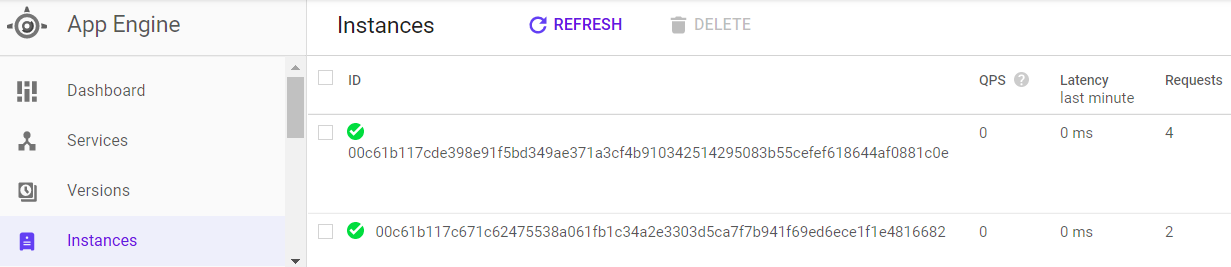 App Engine
Instances REFRESH DELETE
ID QPS ? Latency last minute Requests
Dashboard
0 0 ms 4
Services
00c61b117cde398e91f5bd349ae371a3cf4b910342514295083b55cefef618644af0881c0e
Versions
Instances
00c61b117c671c62475538a061fb1c34a2e3303d5ca7f7b941f69ed6ece1f1e4816682 0 0 ms 2